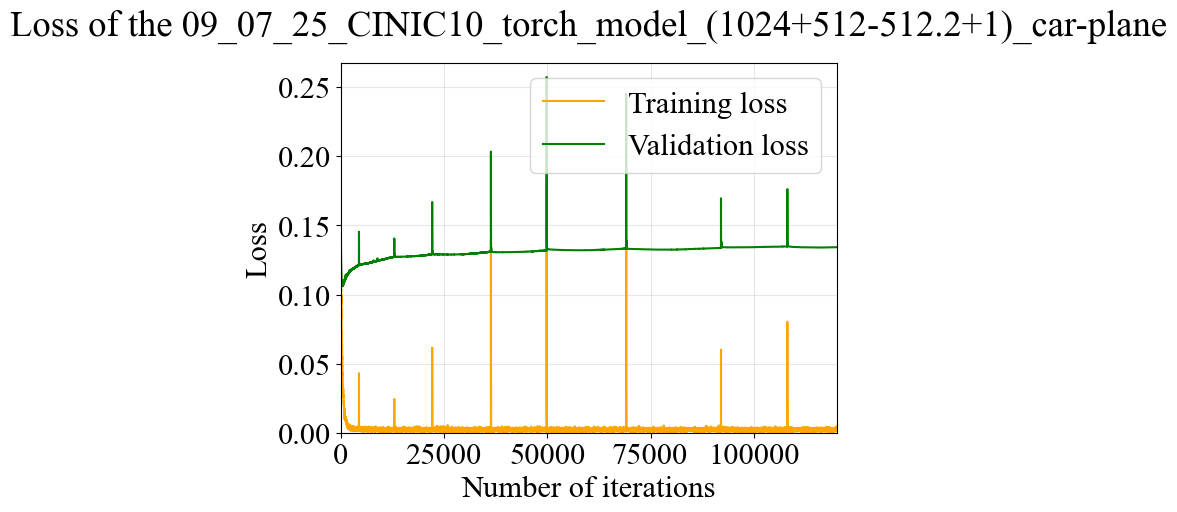 Loss of the 09_07_25_CINIC10_torch_model_(1024+512-512.2+1)_car-plane
0.25
0.20
0.15
0.10
0.05
0.00
Loss
Training loss
Validation loss
0 25000 50000 75000 100000
Number of iterations